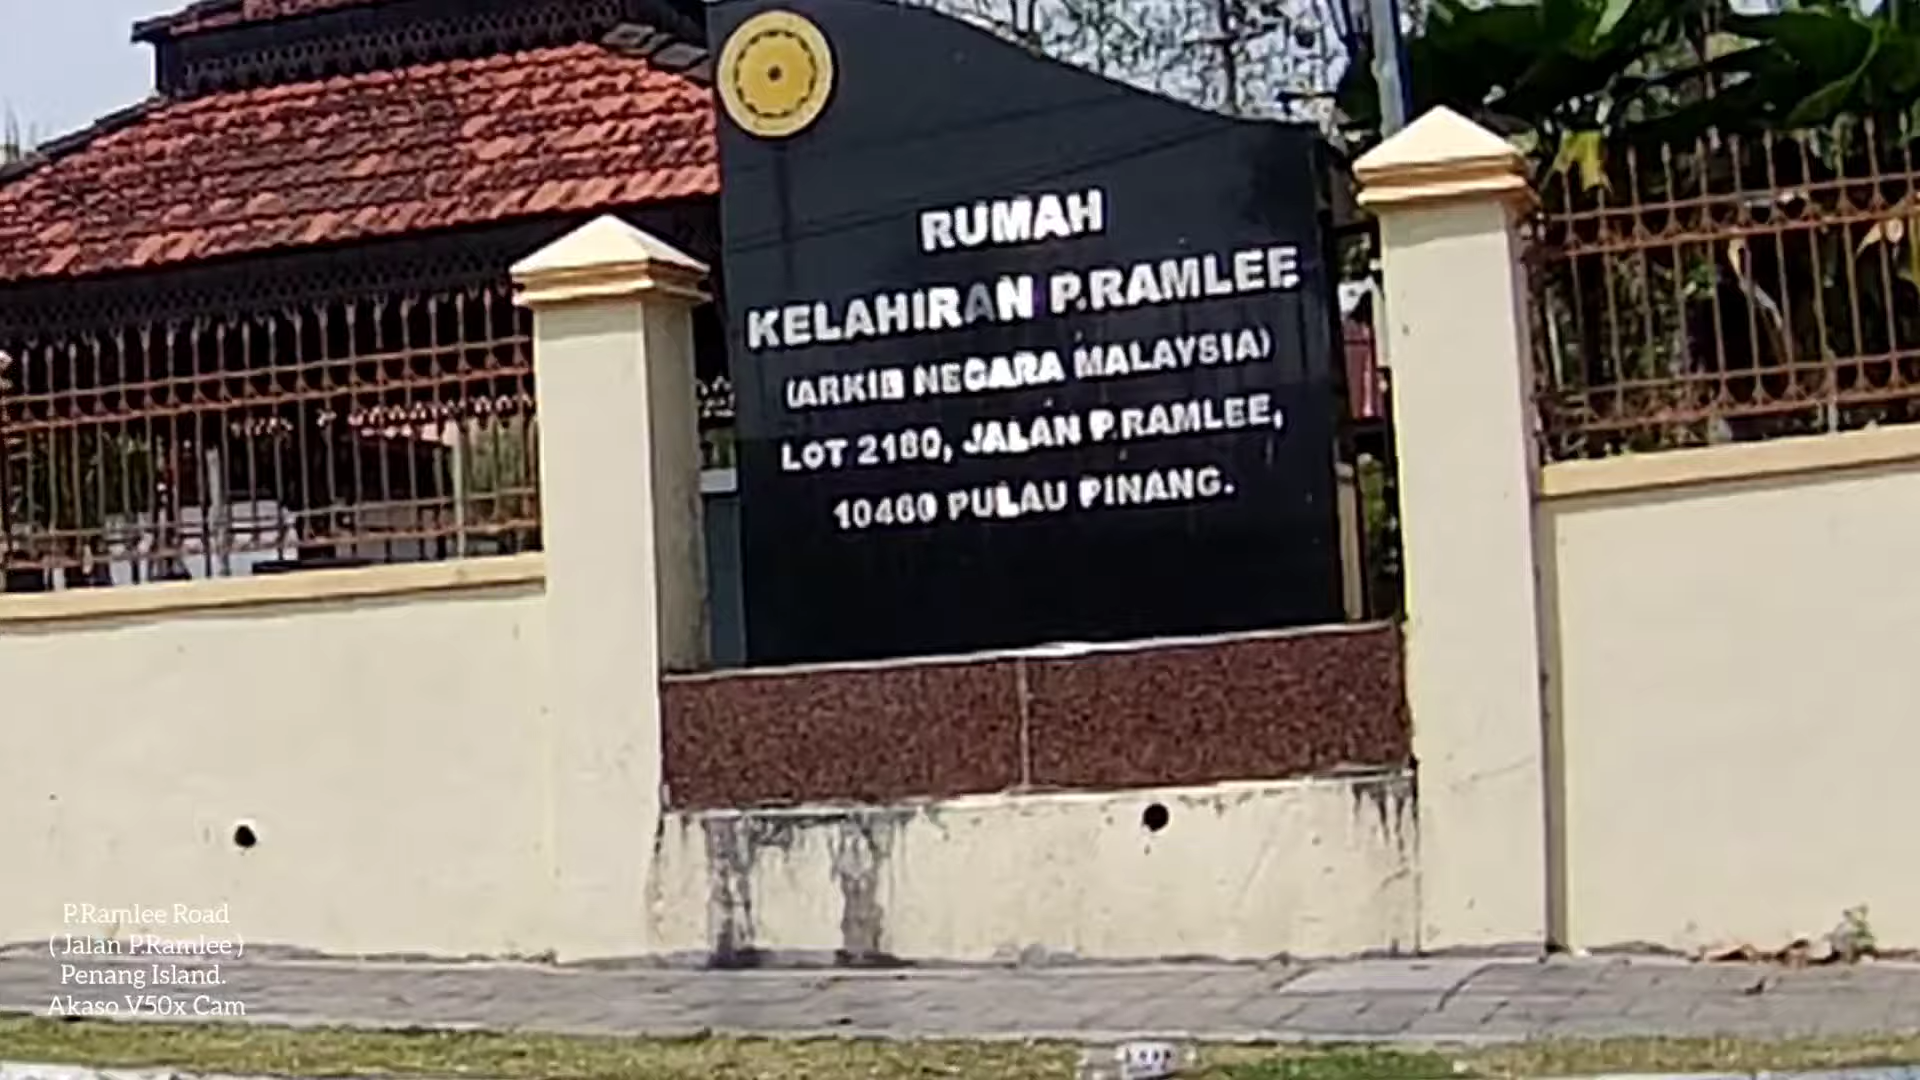 RUMAH
KELAHIRAN P.RAMLEE
(ARKIB NEGARA MALAYSIA)
LOT 2180, JALAN P.RAMLEE,
10460 PULAU PINANG.
P.Ramlee Road
( Jalan P.Ramlee )
Penang Island.
Akaso V50x Cam